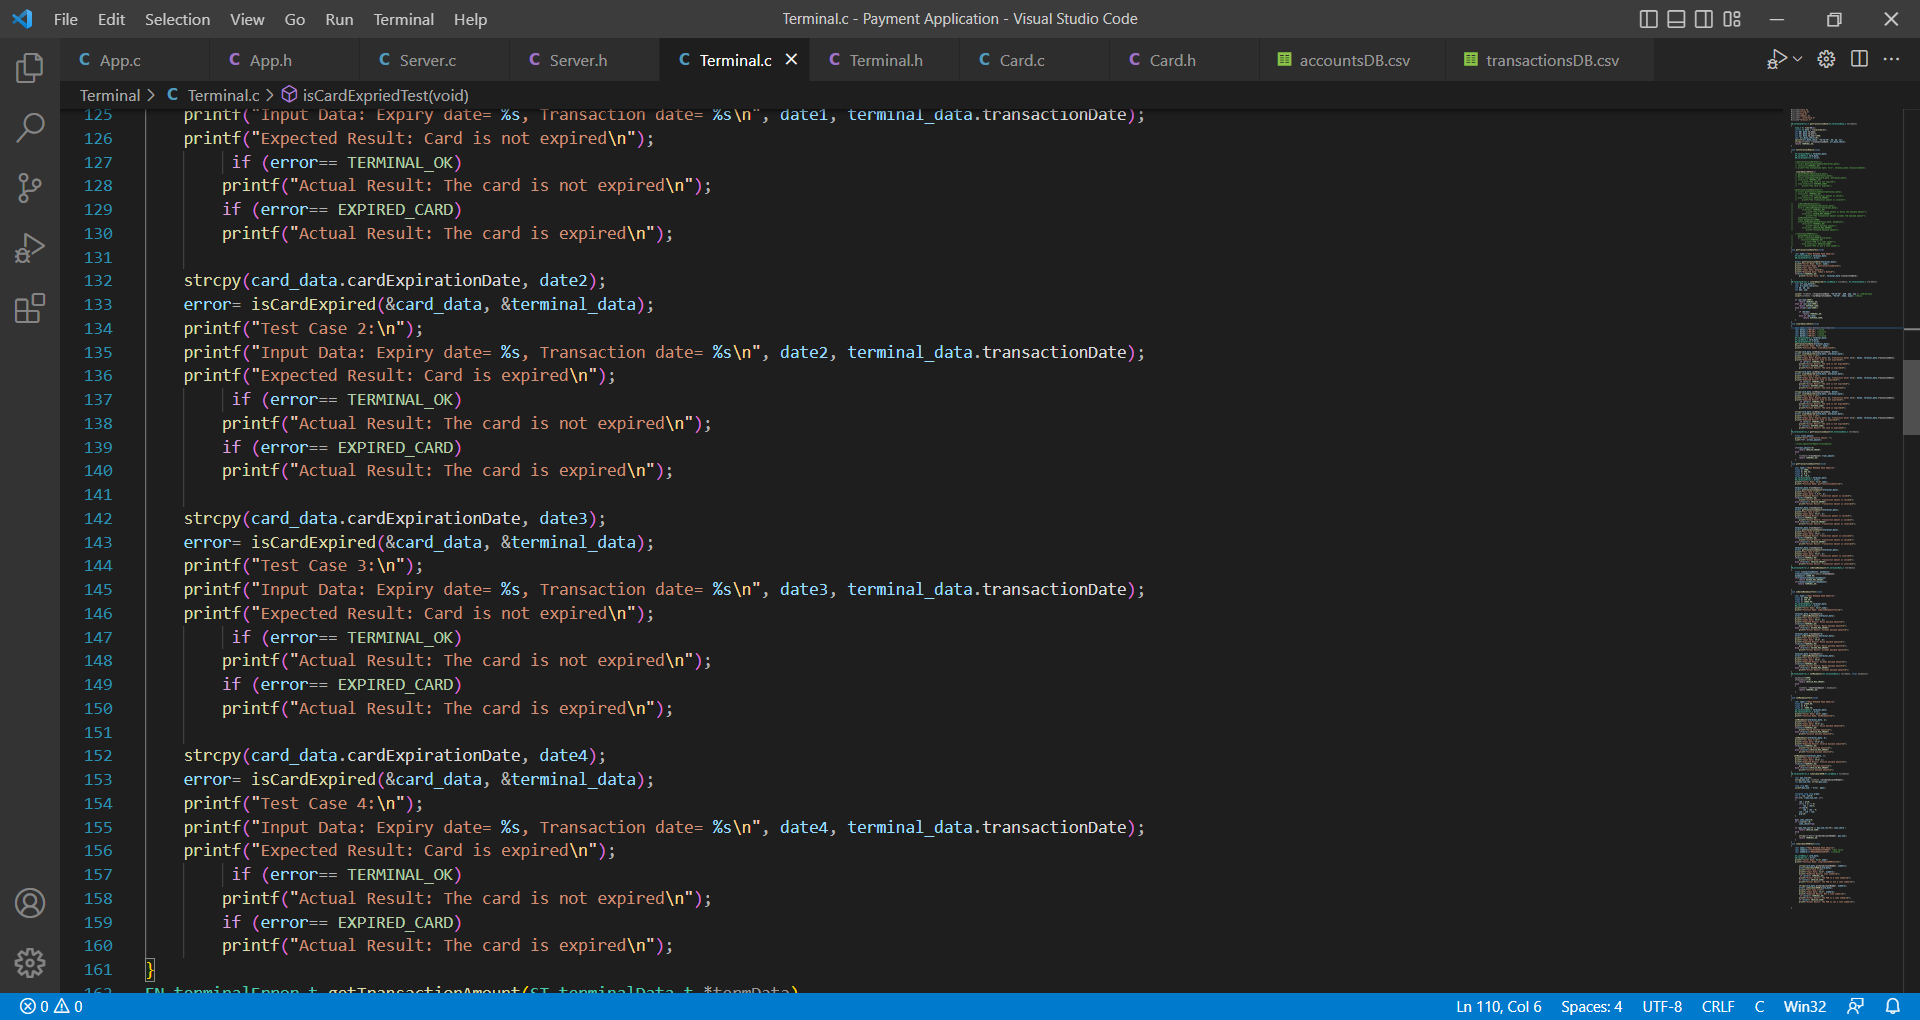 File Edit Selection View Go Run Terminal Help
Terminal.c - Payment Application - Visual Studio Code
C App.c C App.h C Server.c C Server.h C Terminal.c C Terminal.h C Card.c C Card.h accountsDB.csv transactionsDB.csv
Terminal > C Terminal.c > isCardExpriedTest(void)
125 printf("Input Data: Expiry date= %s, Transaction date= %s\n", date1, terminal_data.transactionDate);
126 printf("Expected Result: Card is not expired\n");
127 if (error== TERMINAL_OK)
128 printf("Actual Result: The card is not expired\n");
129 if (error== EXPIRED_CARD)
130 printf("Actual Result: The card is expired\n");
131
132 strcpy(card_data.cardExpirationDate, date2);
133 error= isCardExpired(&card_data, &terminal_data);
134 printf("Test Case 2:\n");
135 printf("Input Data: Expiry date= %s, Transaction date= %s\n", date2, terminal_data.transactionDate);
136 printf("Expected Result: Card is expired\n");
137 if (error== TERMINAL_OK)
138 printf("Actual Result: The card is not expired\n");
139 if (error== EXPIRED_CARD)
140 printf("Actual Result: The card is expired\n");
141
142 strcpy(card_data.cardExpirationDate, date3);
143 error= isCardExpired(&card_data, &terminal_data);
144 printf("Test Case 3:\n");
145 printf("Input Data: Expiry date= %s, Transaction date= %s\n", date3, terminal_data.transactionDate);
146 printf("Expected Result: Card is not expired\n");
147 if (error== TERMINAL_OK)
148 printf("Actual Result: The card is not expired\n");
149 if (error== EXPIRED_CARD)
150 printf("Actual Result: The card is expired\n");
151
152 strcpy(card_data.cardExpirationDate, date4);
153 error= isCardExpired(&card_data, &terminal_data);
154 printf("Test Case 4:\n");
155 printf("Input Data: Expiry date= %s, Transaction date= %s\n", date4, terminal_data.transactionDate);
156 printf("Expected Result: Card is expired\n");
157 if (error== TERMINAL_OK)
158 printf("Actual Result: The card is not expired\n");
159 if (error== EXPIRED_CARD)
160 printf("Actual Result: The card is expired\n");
161 }
162 EN_terminalError_t getTransactionAmount(ST_terminalData_t *termData)
0 0 Ln 110, Col 6 Spaces: 4 UTF-8 CRLF C Win32